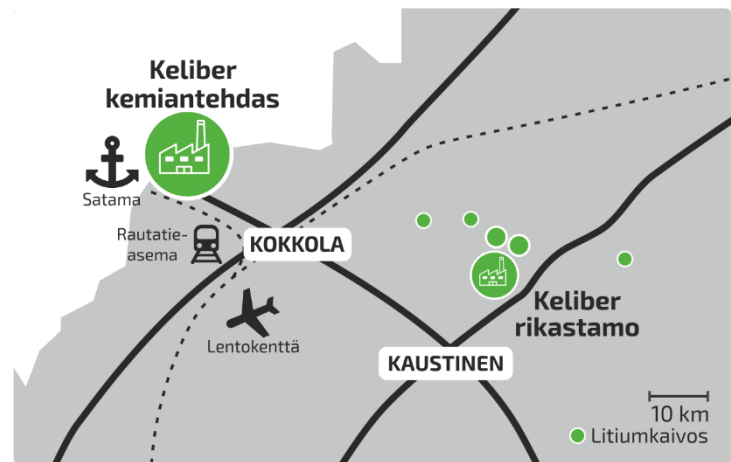 Keliber
kemiantehdas
Satama
Rautatie-
asema
KOKKOLA
Lentokenttä
Keliber
rikastamo
KAUSTINEN
10 km
Litiumkaivos